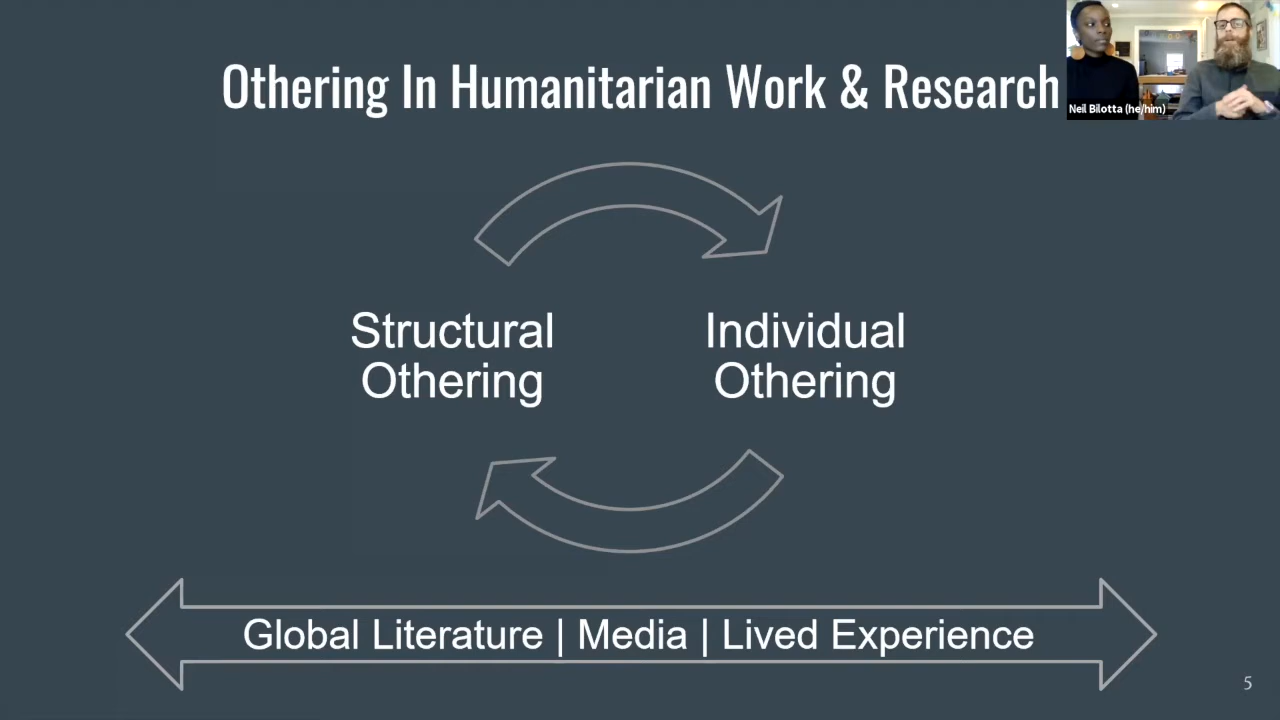 Othering In Humanitarian Work & Research
Neil Bilotta (he/him)
Structural
Othering
Individual
Othering
Global Literature | Media | Lived Experience
5